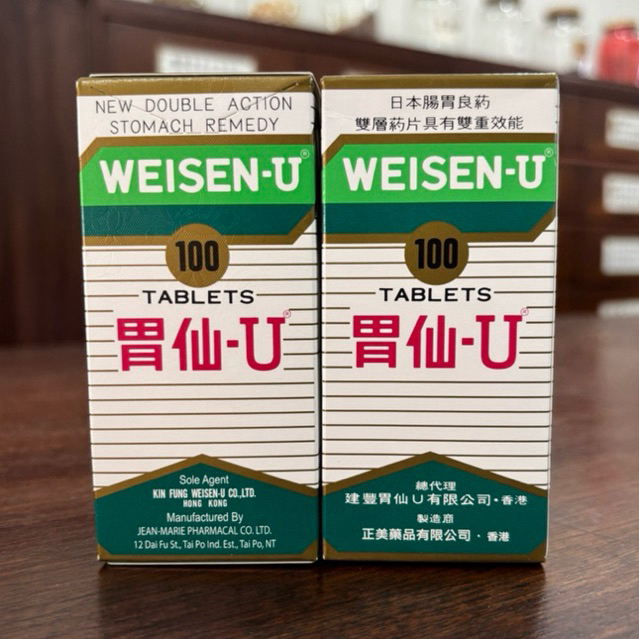 NEW DOUBLE ACTION
STOMACH REMEDY
WEISEN-U®
100
TABLETS
胃仙-U®
Sole Agent
KIN FUNG WEISEN-U CO.,LTD.
HONG KONG
Manufactured By
JEAN-MARIE PHARMACAL CO. LTD.
12 Dai Fu St., Tai Po Ind. Est., Tai Po, NT
日本腸胃良葯
雙層葯片具有雙重效能
WEISEN-U®
100
TABLETS
胃仙-U®
總代理
建豐胃仙U有限公司·香港
製造商
正美藥品有限公司·香港